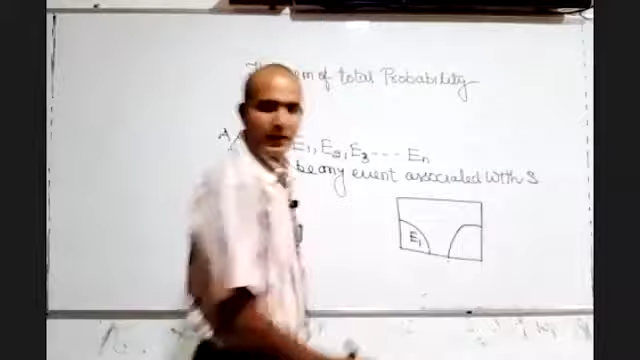 of total Probability
A
E₁, E₂, E₃ --- Eₙ
be any event associated with S
E₁